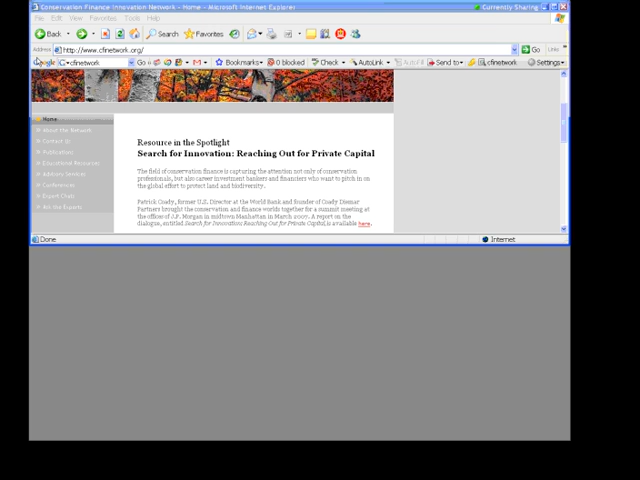 Conservation Finance Innovation Network - Home - Microsoft Internet Explorer
Currently Sharing
File Edit View Favorites Tools Help
Back Search Favorites
Address http://www.cfinetwork.org/ Go Links
Google cfinetwork Go Bookmarks 0 blocked Check AutoLink AutoFill Send to cfinetwork Settings
Home
About the Network
Contact Us
Publications
Educational Resources
Advisory Services
Conferences
Expert Chats
Ask the Experts
Resource in the Spotlight
Search for Innovation: Reaching Out for Private Capital
The field of conservation finance is capturing the attention not only of conservation
professionals, but also career investment bankers and financiers who want to pitch in on
the global effort to protect land and biodiversity.
Patrick Coady, former U.S. Director at the World Bank and founder of Coady Diemar
Partners brought the conservation and finance worlds together for a summit meeting at
the offices of J.P. Morgan in midtown Manhattan in March 2007. A report on the
dialogue, entitled Search for Innovation: Reaching Out for Private Capital, is available here.
Done Internet